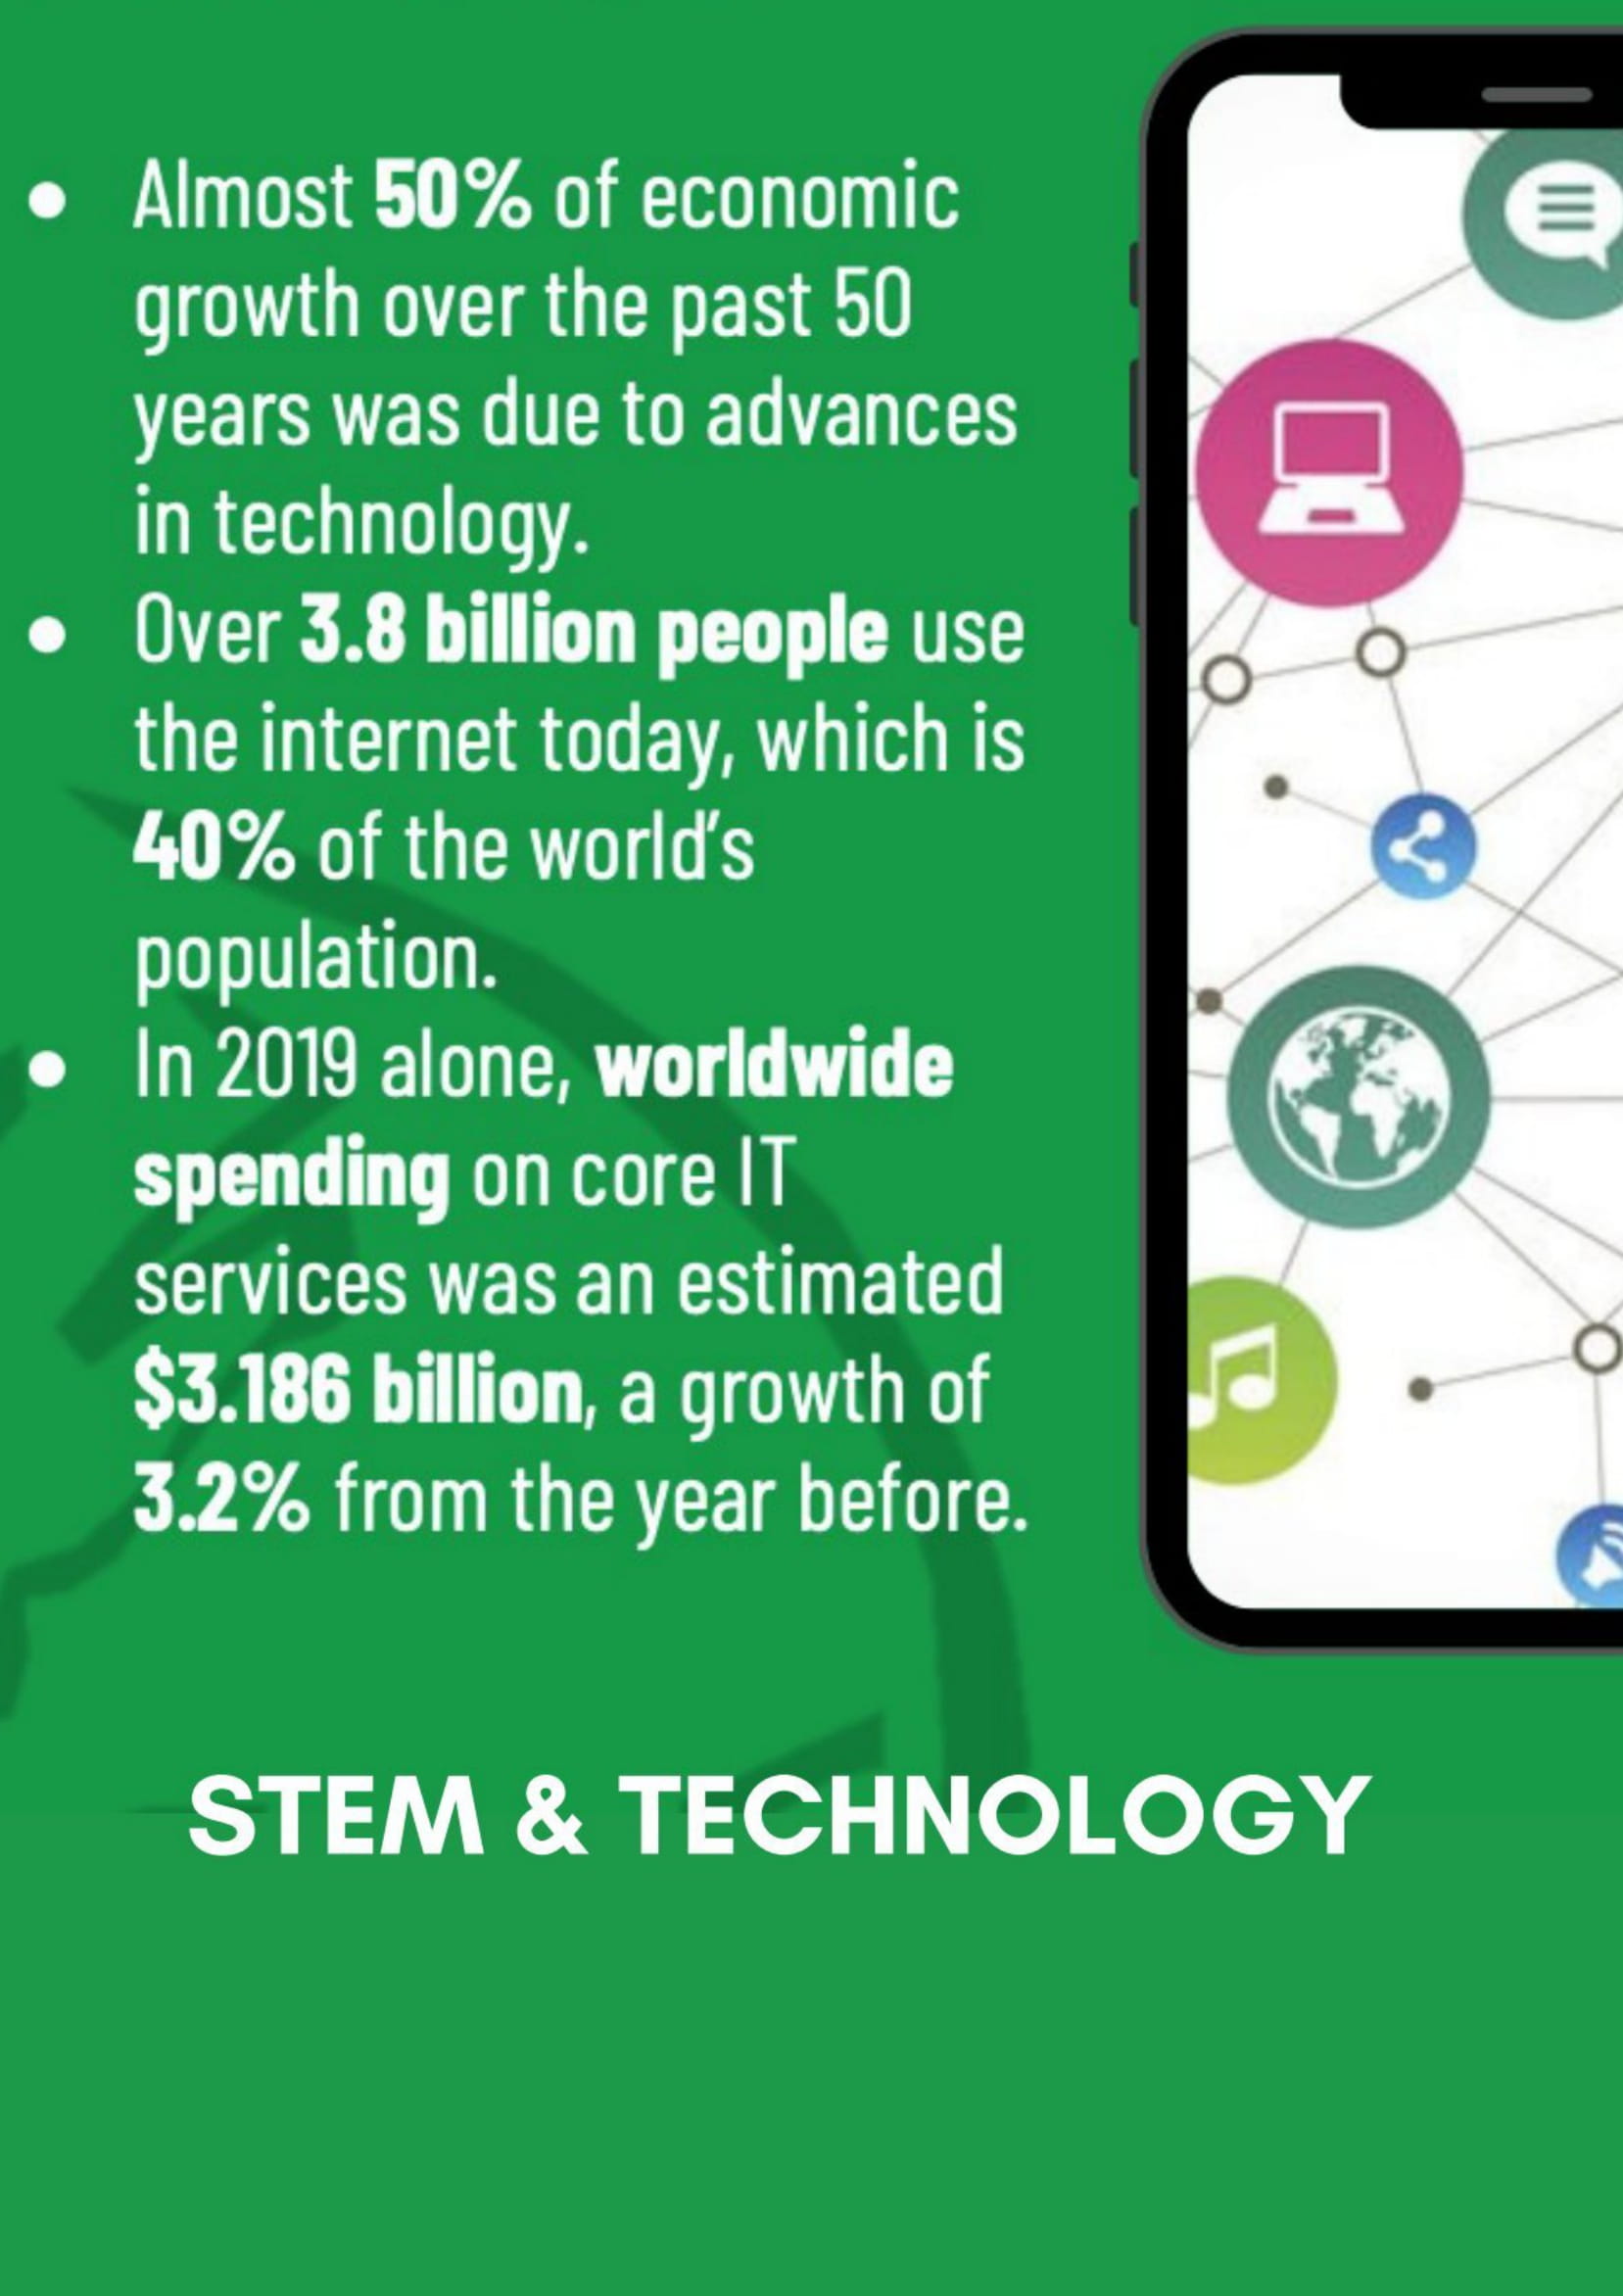 • Almost 50% of economic
growth over the past 50
years was due to advances
in technology.
• Over 3.8 billion people use
the internet today, which is
40% of the world’s
population.
• In 2019 alone, worldwide
spending on core IT
services was an estimated
$3.186 billion, a growth of
3.2% from the year before.
STEM & TECHNOLOGY